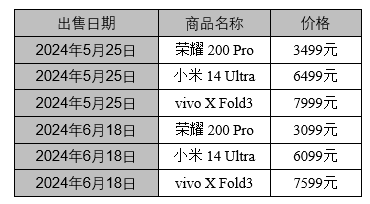 出售日期 商品名称 价格
2024年5月25日 荣耀 200 Pro 3499元
2024年5月25日 小米 14 Ultra 6499元
2024年5月25日 vivo X Fold3 7999元
2024年6月18日 荣耀 200 Pro 3099元
2024年6月18日 小米 14 Ultra 6099元
2024年6月18日 vivo X Fold3 7599元